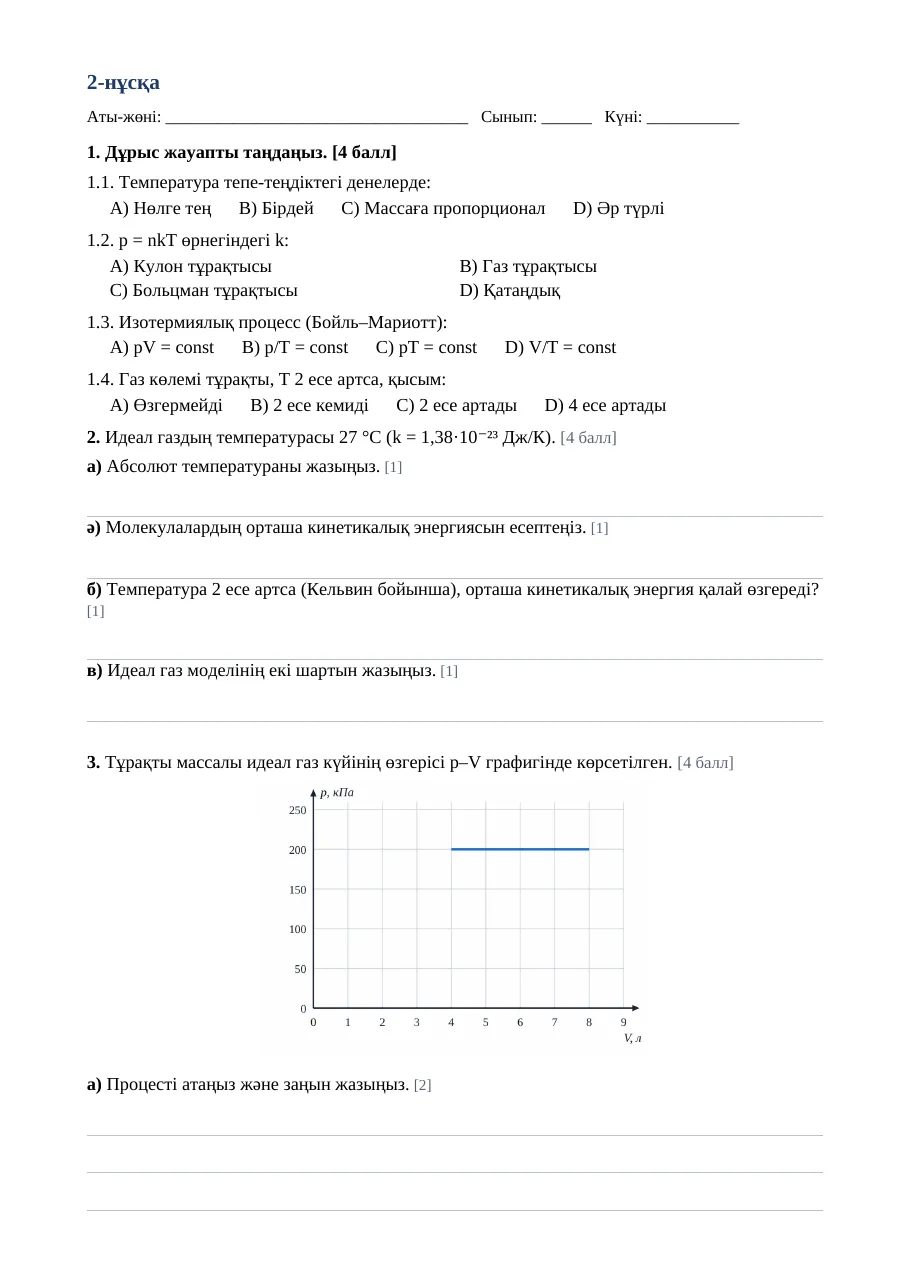 2-нұсқа
Аты-жөні: ____________________________________ Сынып: ______ Күні: ___________
1. Дұрыс жауапты таңдаңыз. [4 балл]
1.1. Температура тепе-теңдіктегі денелерде:
A) Нөлге тең B) Бірдей C) Массаға пропорционал D) Әр түрлі
1.2. p = nkT өрнегіндегі k:
A) Кулон тұрақтысы B) Газ тұрақтысы
C) Больцман тұрақтысы D) Қатаңдық
1.3. Изотермиялық процесс (Бойль–Мариотт):
A) pV = const B) p/T = const C) pT = const D) V/T = const
1.4. Газ көлемі тұрақты, T 2 есе артса, қысым:
A) Өзгермейді B) 2 есе кемиді C) 2 есе артады D) 4 есе артады
2. Идеал газдың температурасы 27 °C (k = 1,38·10⁻²³ Дж/К). [4 балл]
а) Абсолют температураны жазыңыз. [1]
ә) Молекулалардың орташа кинетикалық энергиясын есептеңіз. [1]
б) Температура 2 есе артса (Кельвин бойынша), орташа кинетикалық энергия қалай өзгереді?
[1]
в) Идеал газ моделінің екі шартын жазыңыз. [1]
3. Тұрақты массалы идеал газ күйінің өзгерісі p–V графигінде көрсетілген. [4 балл]
p, кПа
250
200
150
100
50
0
0 1 2 3 4 5 6 7 8 9
V, л
а) Процесті атаңыз және заңын жазыңыз. [2]